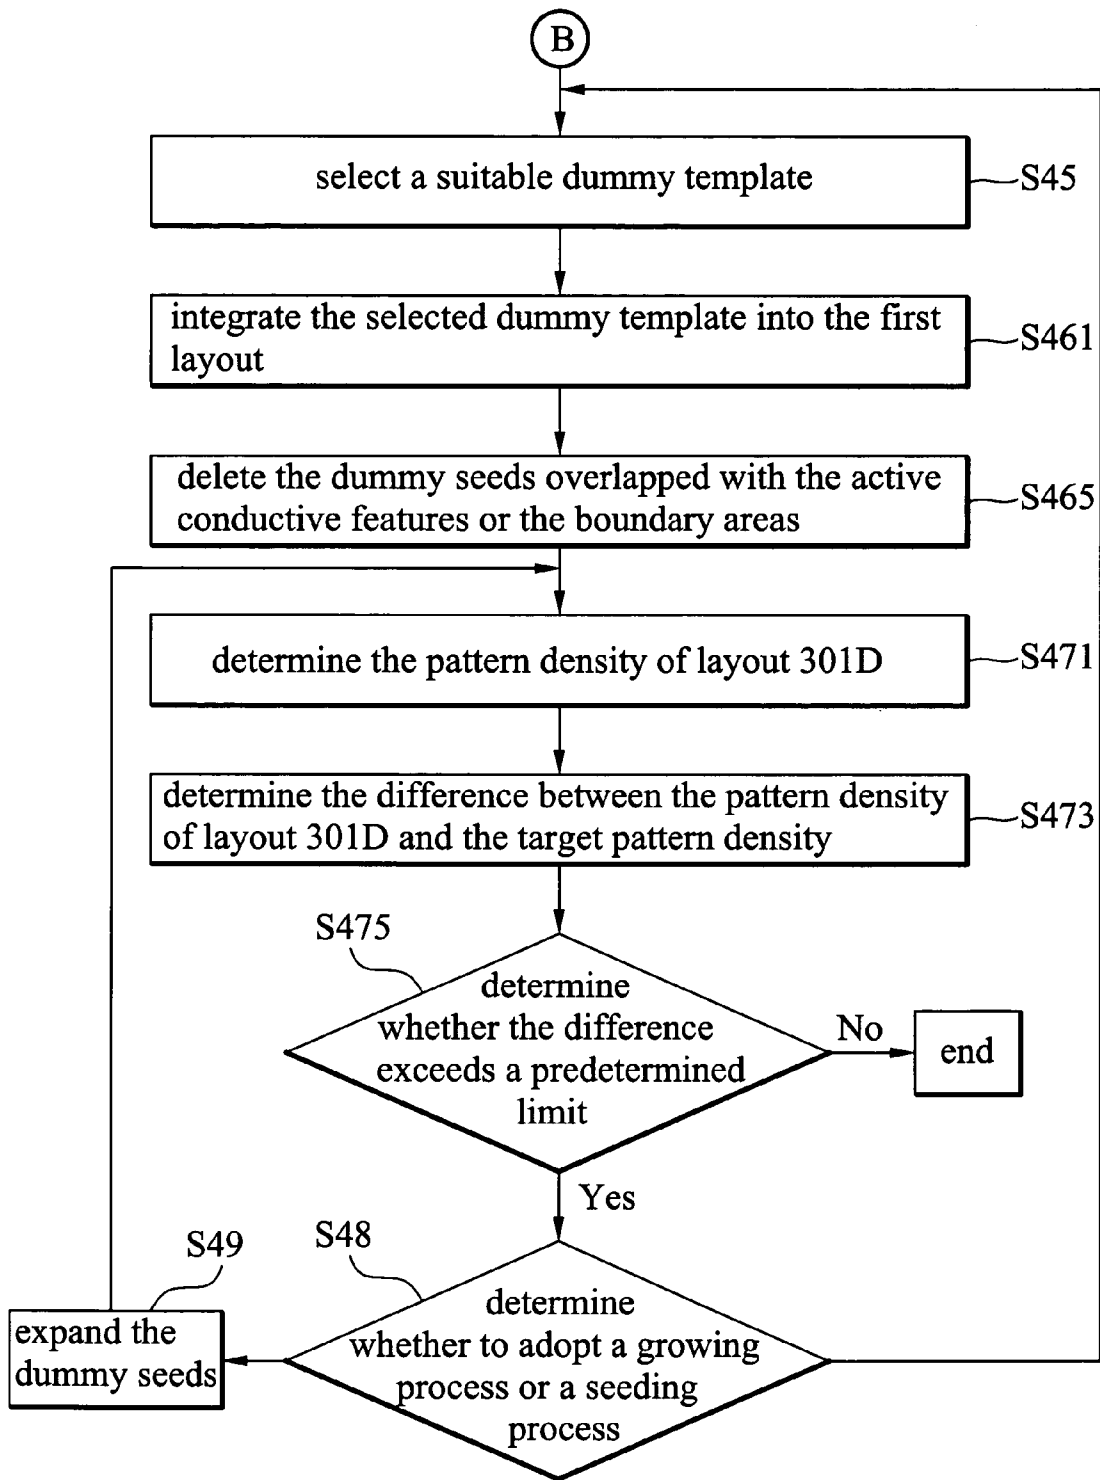 B
select a suitable dummy template
S45
integrate the selected dummy template into the first
layout
S461
delete the dummy seeds overlapped with the active
conductive features or the boundary areas
S465
determine the pattern density of layout 301D
S471
determine the difference between the pattern density
of layout 301D and the target pattern density
S473
S475
determine
whether the difference
exceeds a predetermined
limit
No
end
Yes
S49
S48
expand the
dummy seeds
determine
whether to adopt a growing
process or a seeding
process